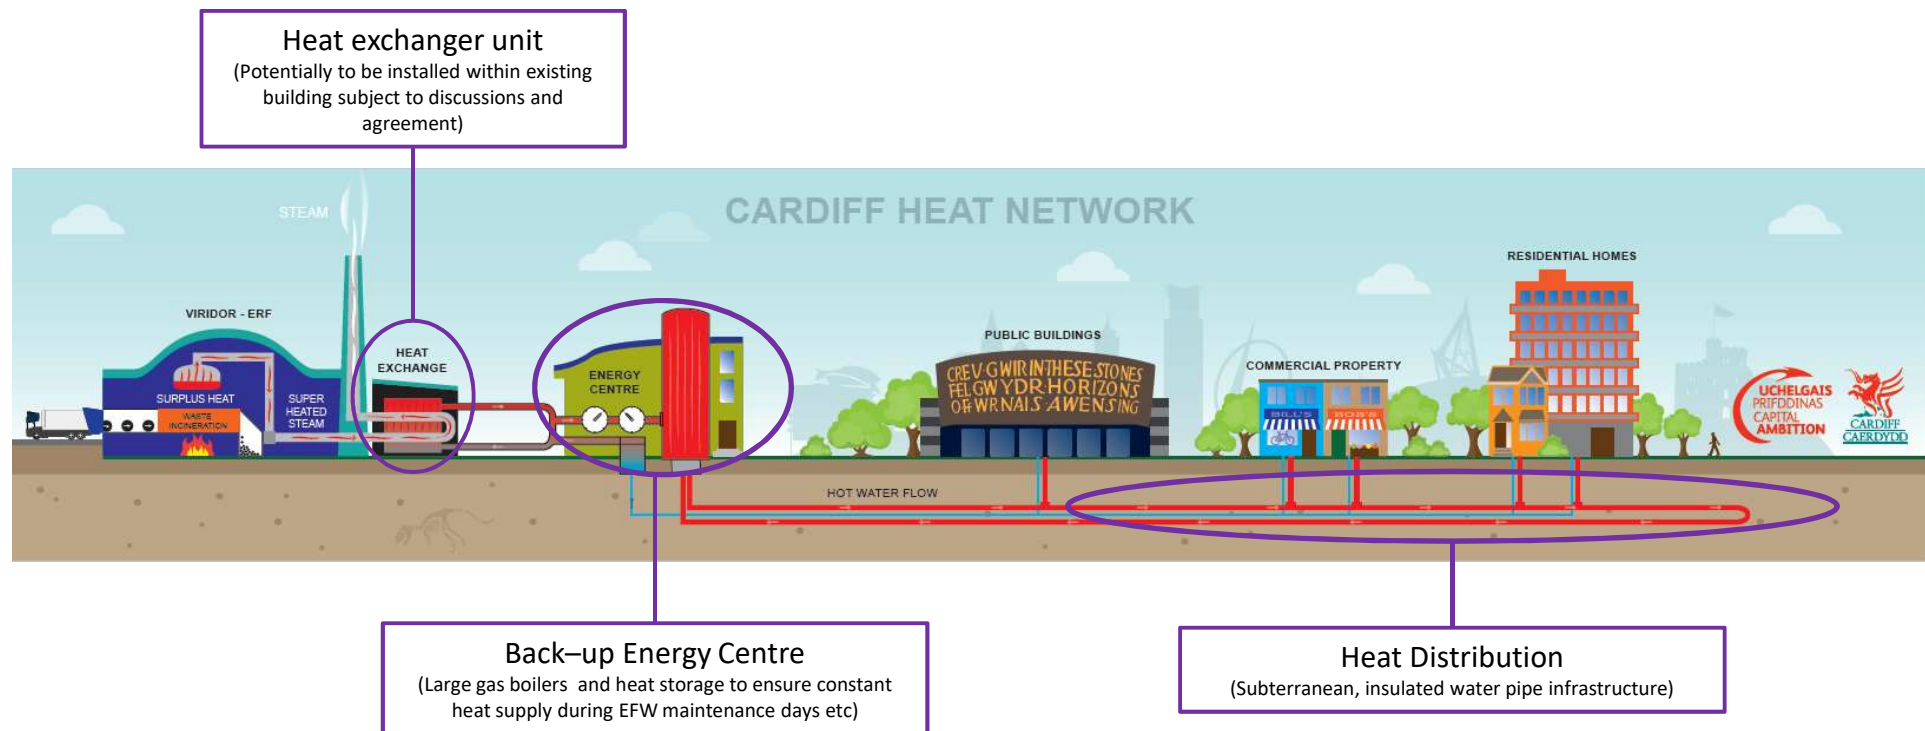 Heat exchanger unit
(Potentially to be installed within existing
building subject to discussions and
agreement)
CARDIFF HEAT NETWORK
STEAM
RESIDENTIAL HOMES
VIRIDOR - ERF
PUBLIC BUILDINGS
HEAT
EXCHANGE
COMMERCIAL PROPERTY
ENERGY
CENTRE
CREU·GWIR IN THESE STONES
FEL GWYDR·HORIZONS
O FFWRNAIS·AWEN SING
SURPLUS HEAT
SUPER
HEATED
STEAM
WASTE
INCINERATION
BILL'S
BOB'S
UCHELGAIS
PRIFDDINAS
CAPITAL
AMBITION
CARDIFF
CAERDYDD
HOT WATER FLOW
Back–up Energy Centre
(Large gas boilers and heat storage to ensure constant
heat supply during EFW maintenance days etc)
Heat Distribution
(Subterranean, insulated water pipe infrastructure)